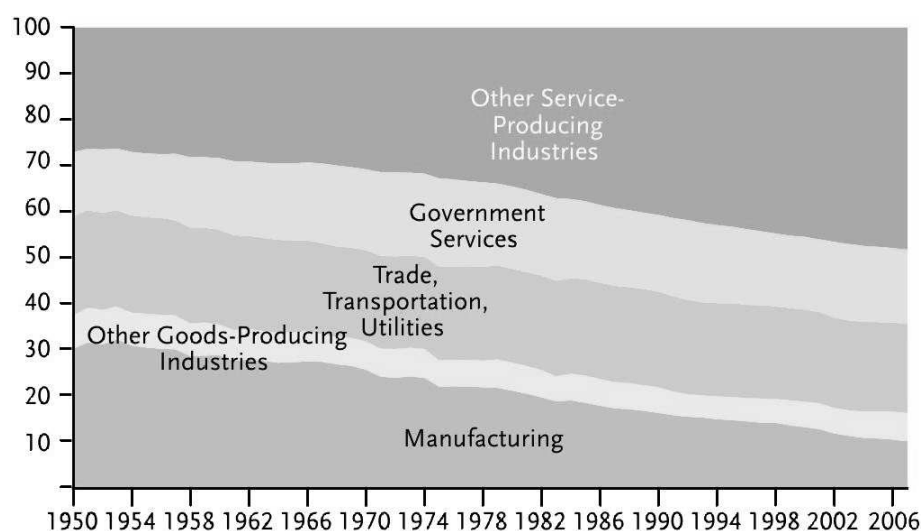 100
90
80
70
60
50
40
30
20
10
Other Service-
Producing
Industries
Government
Services
Trade,
Transportation,
Utilities
Other Goods-Producing
Industries
Manufacturing
1950 1954 1958 1962 1966 1970 1974 1978 1982 1986 1990 1994 1998 2002 2006